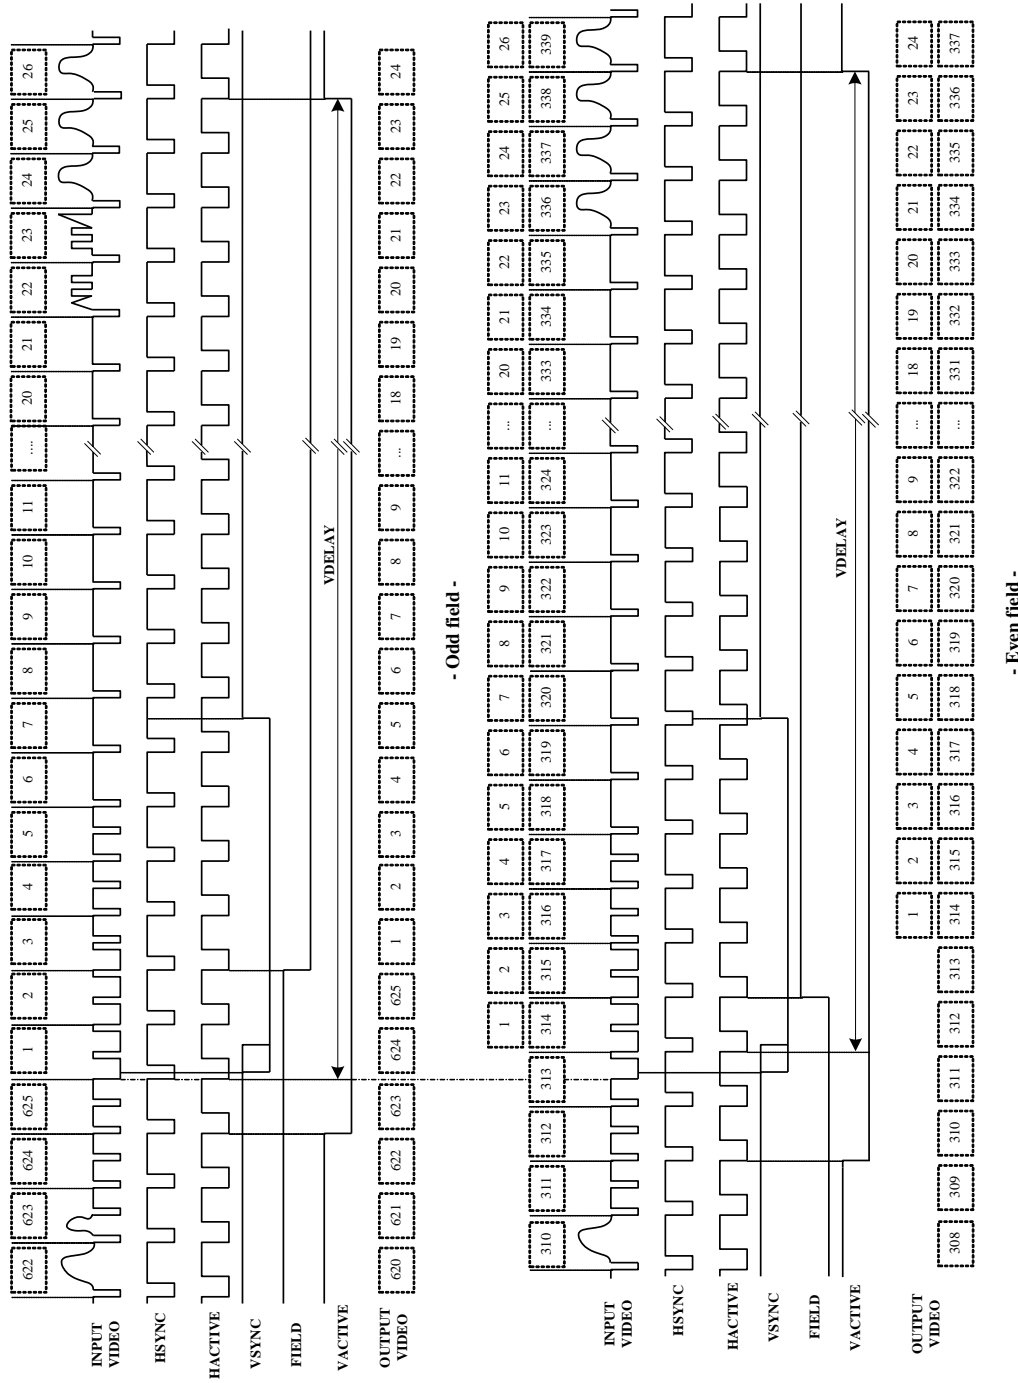 622 623 624 625 1 2 3 4 5 6 7 8 9 10 11 .... 20 21 22 23 24 25 26
INPUT
VIDEO
HSYNC
HACTIVE
VSYNC
FIELD
VDELAY
VACTIVE
OUTPUT
VIDEO
620 621 622 623 624 625 1 2 3 4 5 6 7 8 9 ... 18 19 20 21 22 23 24
- Odd field -
1 2 3 4 5 6 7 8 9 10 11 ... 20 21 22 23 24 25 26
310 311 312 313 314 315 316 317 318 319 320 321 322 323 324 ... 333 334 335 336 337 338 339
INPUT
VIDEO
HSYNC
HACTIVE
VSYNC
FIELD
VDELAY
VACTIVE
OUTPUT
VIDEO
1 2 3 4 5 6 7 8 9 ... 18 19 20 21 22 23 24
308 309 310 311 312 313 314 315 316 317 318 319 320 321 322 ... 331 332 333 334 335 336 337
- Even field -